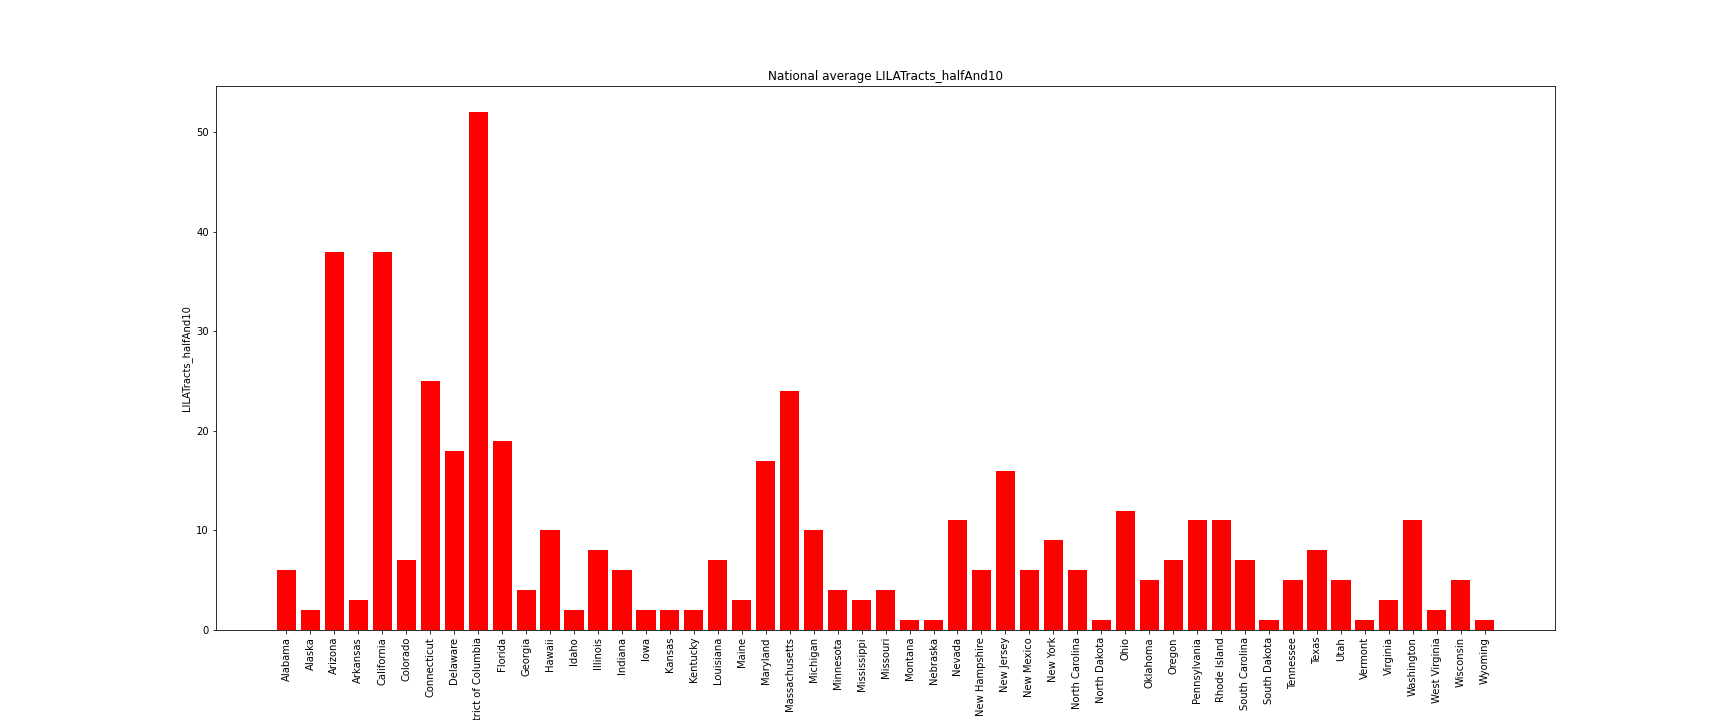 National average LILATracts_halfAnd10
LILATracts_halfAnd10
50
40
30
20
10
0
Alabama
Alaska
Arizona
Arkansas
California
Colorado
Connecticut
Delaware
trict of Columbia
Florida
Georgia
Hawaii
Idaho
Illinois
Indiana
Iowa
Kansas
Kentucky
Louisiana
Maine
Maryland
Massachusetts
Michigan
Minnesota
Mississippi
Missouri
Montana
Nebraska
Nevada
New Hampshire
New Jersey
New Mexico
New York
North Carolina
North Dakota
Ohio
Oklahoma
Oregon
Pennsylvania
Rhode Island
South Carolina
South Dakota
Tennessee
Texas
Utah
Vermont
Virginia
Washington
West Virginia
Wisconsin
Wyoming